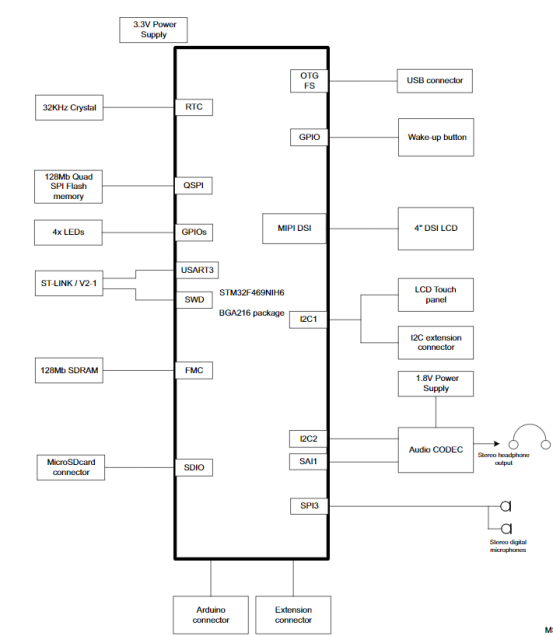 3.3V Power
Supply
OTG
FS
USB connector
32KHz Crystal
RTC
GPIO
Wake-up button
128Mb Quad
SPI Flash
memory
QSPI
4x LEDs
GPIOs
MIPI DSI
4" DSI LCD
USART3
ST-LINK / V2-1
SWD
STM32F469NIH6
BGA216 package
I2C1
LCD Touch
panel
I2C extension
connector
128Mb SDRAM
FMC
1.8V Power
Supply
I2C2
SAI1
Audio CODEC
Stereo headphone
output
MicroSDcard
connector
SDIO
SPI3
Stereo digital
microphones
Arduino
connector
Extension
connector